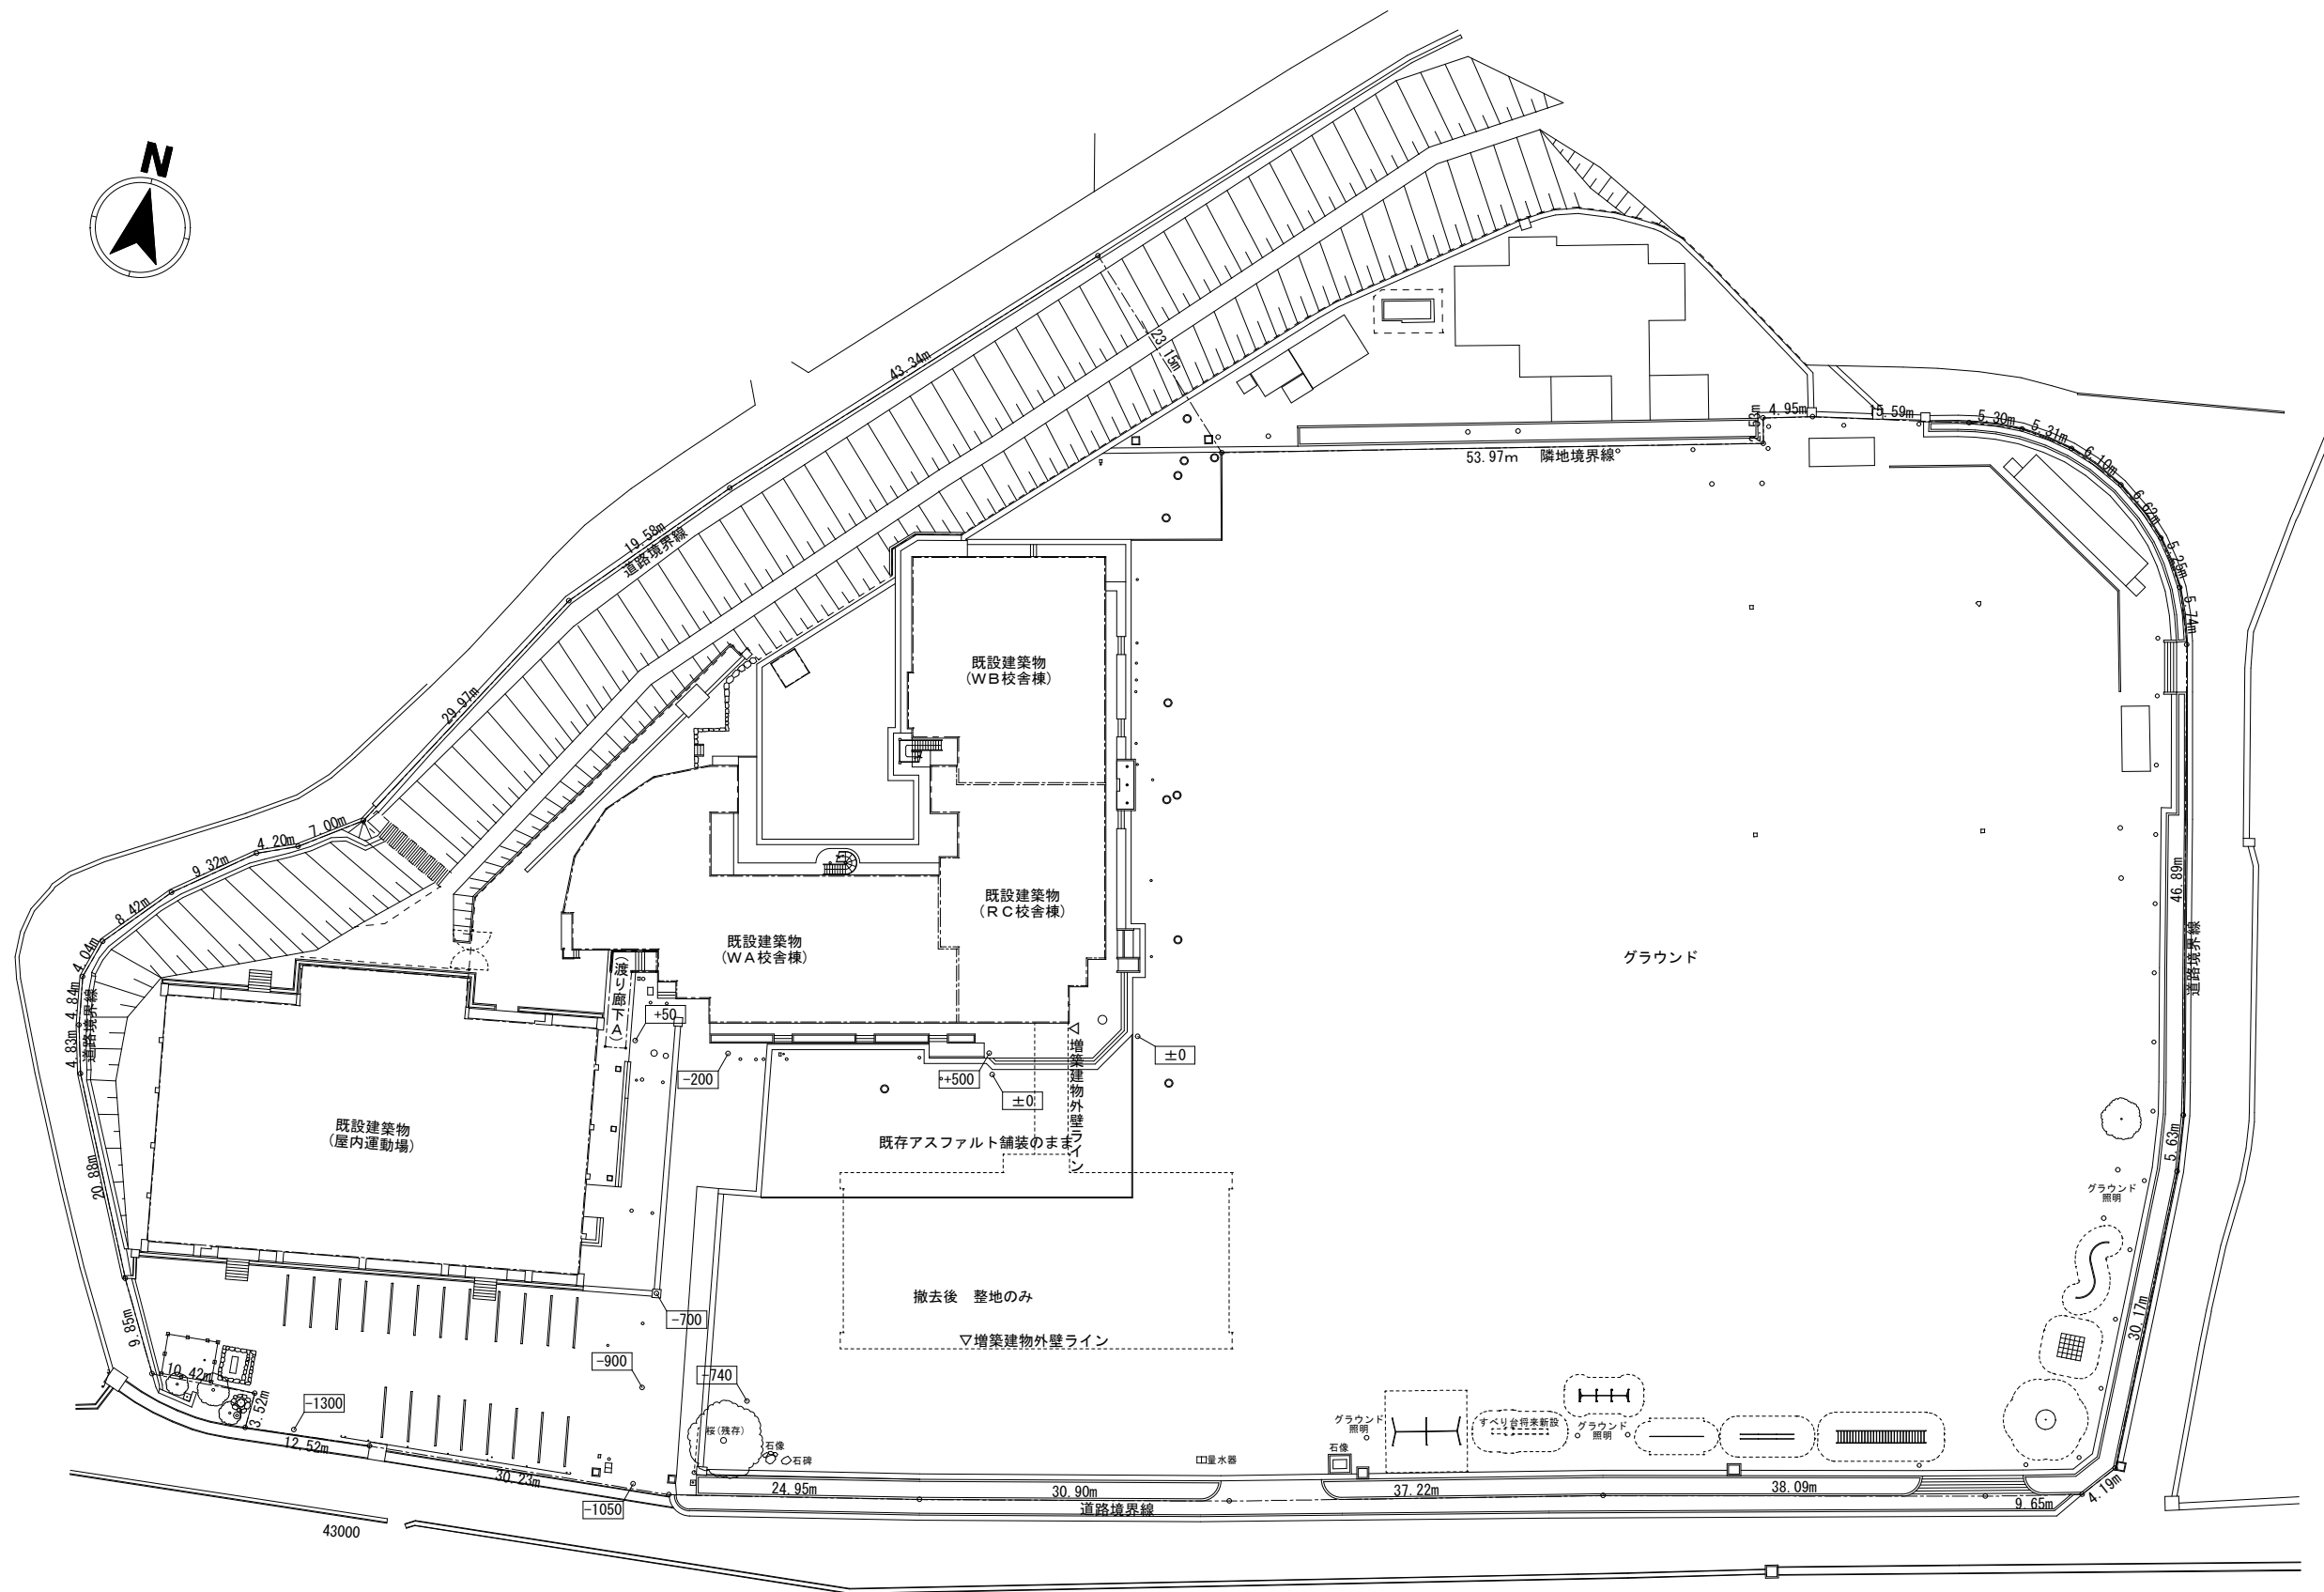 N
43.34m
23.15m
19.58m
道路境界線
29.97m
4.95m
15.59m
5.30m
5.31m
6.10m
6.62m
5.25m
5.74m
53.97m 隣地境界線
既設建築物
(WB校舎棟)
7.00m
4.20m
9.32m
8.42m
4.04m
4.84m
4.83m
道路境界線
20.88m
9.85m
10.42m
3.52m
既設建築物
(RC校舎棟)
既設建築物
(WA校舎棟)
(渡り廊下A)
グラウンド
46.89m
道路境界線
+50
-200
+500
±0
±0
▽増築建物外壁ライン
既設建築物
(屋内運動場)
既存アスファルト舗装のまま
5.63m
グラウンド
照明
撤去後 整地のみ
▽増築建物外壁ライン
30.17m
-700
-900
-740
-1300
桜(残存)
石像
石碑
量水器
石像
グラウンド
照明
すべり台将来新設
グラウンド
照明
12.52m
30.23m
-1050
24.95m
30.90m
37.22m
38.09m
9.65m
4.19m
道路境界線
43000